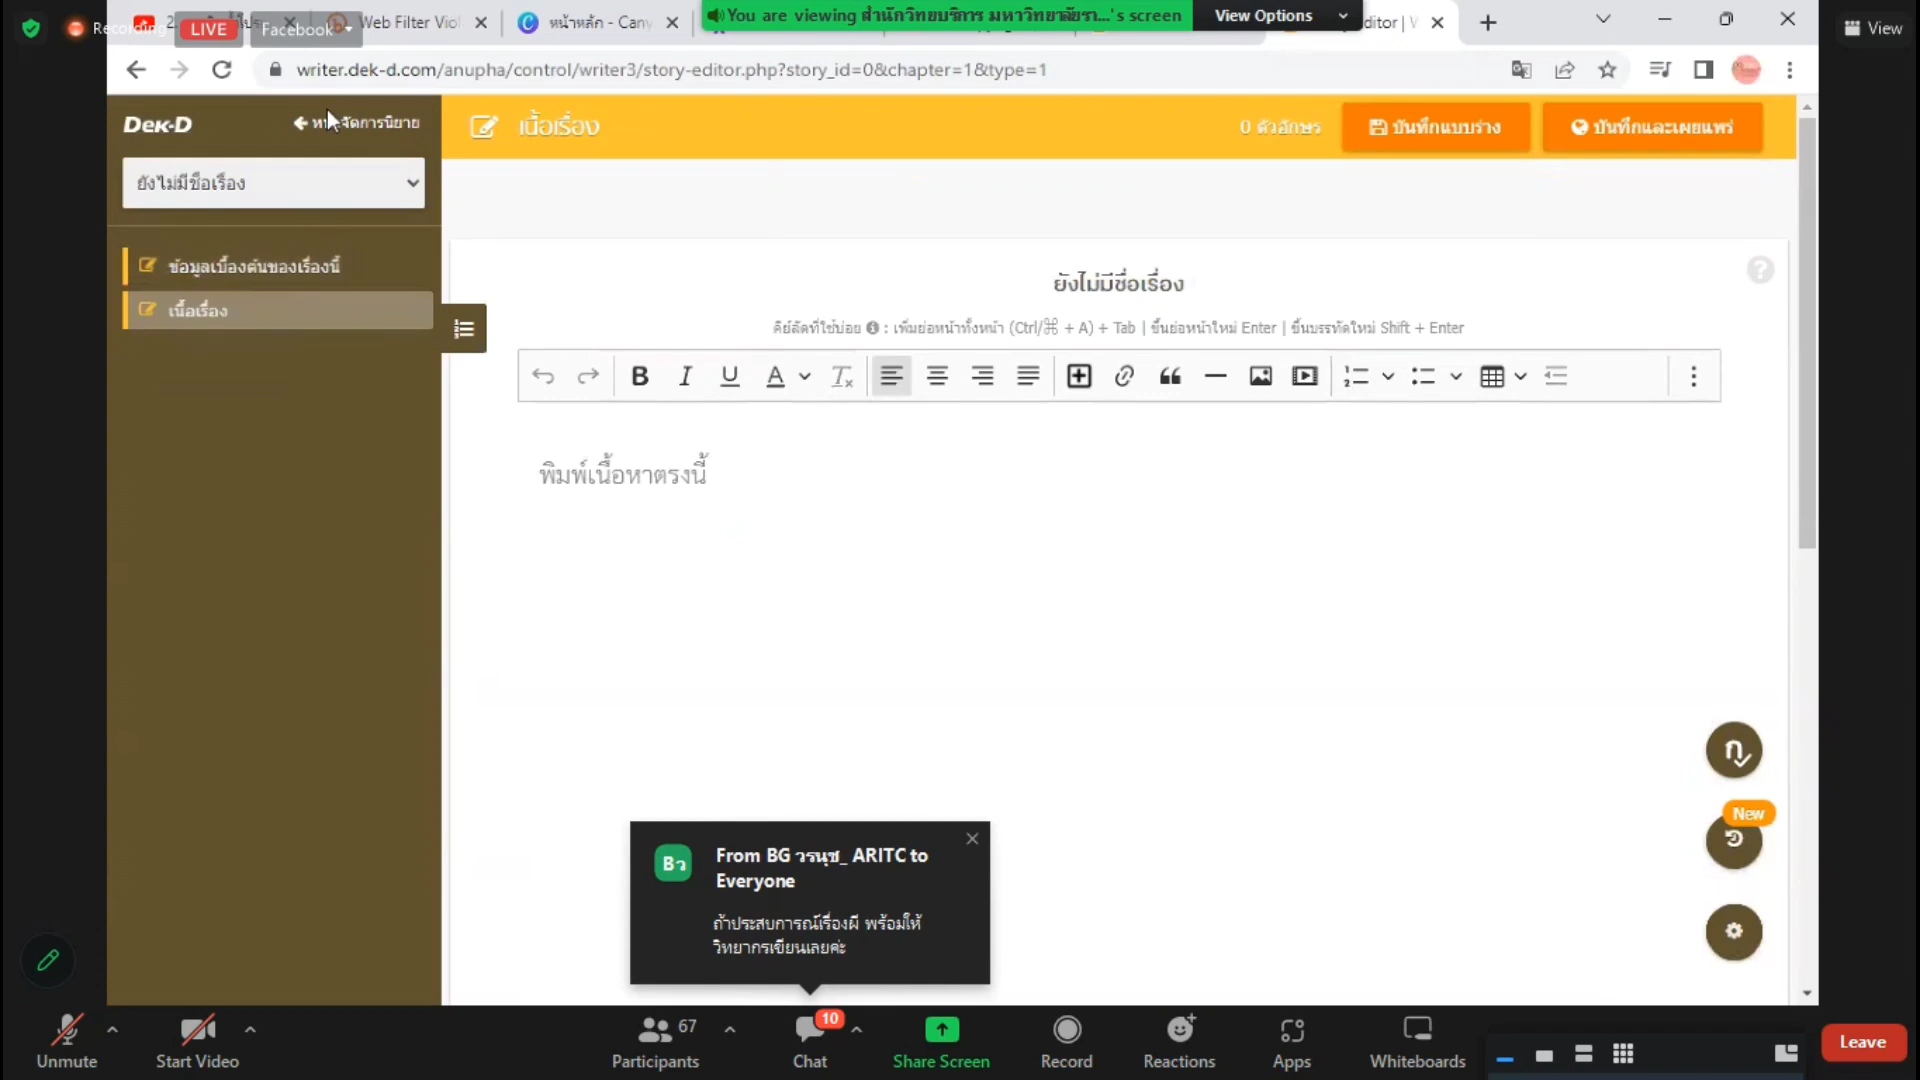 Recording
LIVE
Facebook
Web Filter Viol
หน้าหลัก - Canv
You are viewing สำนักวิทยบริการ มหาวิทยาลัยรา...'s screen
View Options
ditor | W
View
writer.dek-d.com/anupha/control/writer3/story-editor.php?story_id=0&chapter=1&type=1
DEK-D
เนื้อเรื่อง
0 ตัวอักษร
บันทึกแบบร่าง
บันทึกและเผยแพร่
ยังไม่มีชื่อเรื่อง
ข้อมูลเบื้องต้นของเรื่องนี้
เนื้อเรื่อง
ยังไม่มีชื่อเรื่อง
คีย์ลัดที่ใช้บ่อย : เพิ่มย่อหน้าทั้งหน้า (Ctrl/⌘ + A) + Tab | ขึ้นย่อหน้าใหม่ Enter | ขึ้นบรรทัดใหม่ Shift + Enter
พิมพ์เนื้อหาตรงนี้
New
Bว
From BG วรนุช_ ARITC to
Everyone
ถ้าประสบการณ์เรื่องผี พร้อมให้
วิทยากรเขียนเลยค่ะ
67
10
Unmute
Start Video
Participants
Chat
Share Screen
Record
Reactions
Apps
Whiteboards
Leave